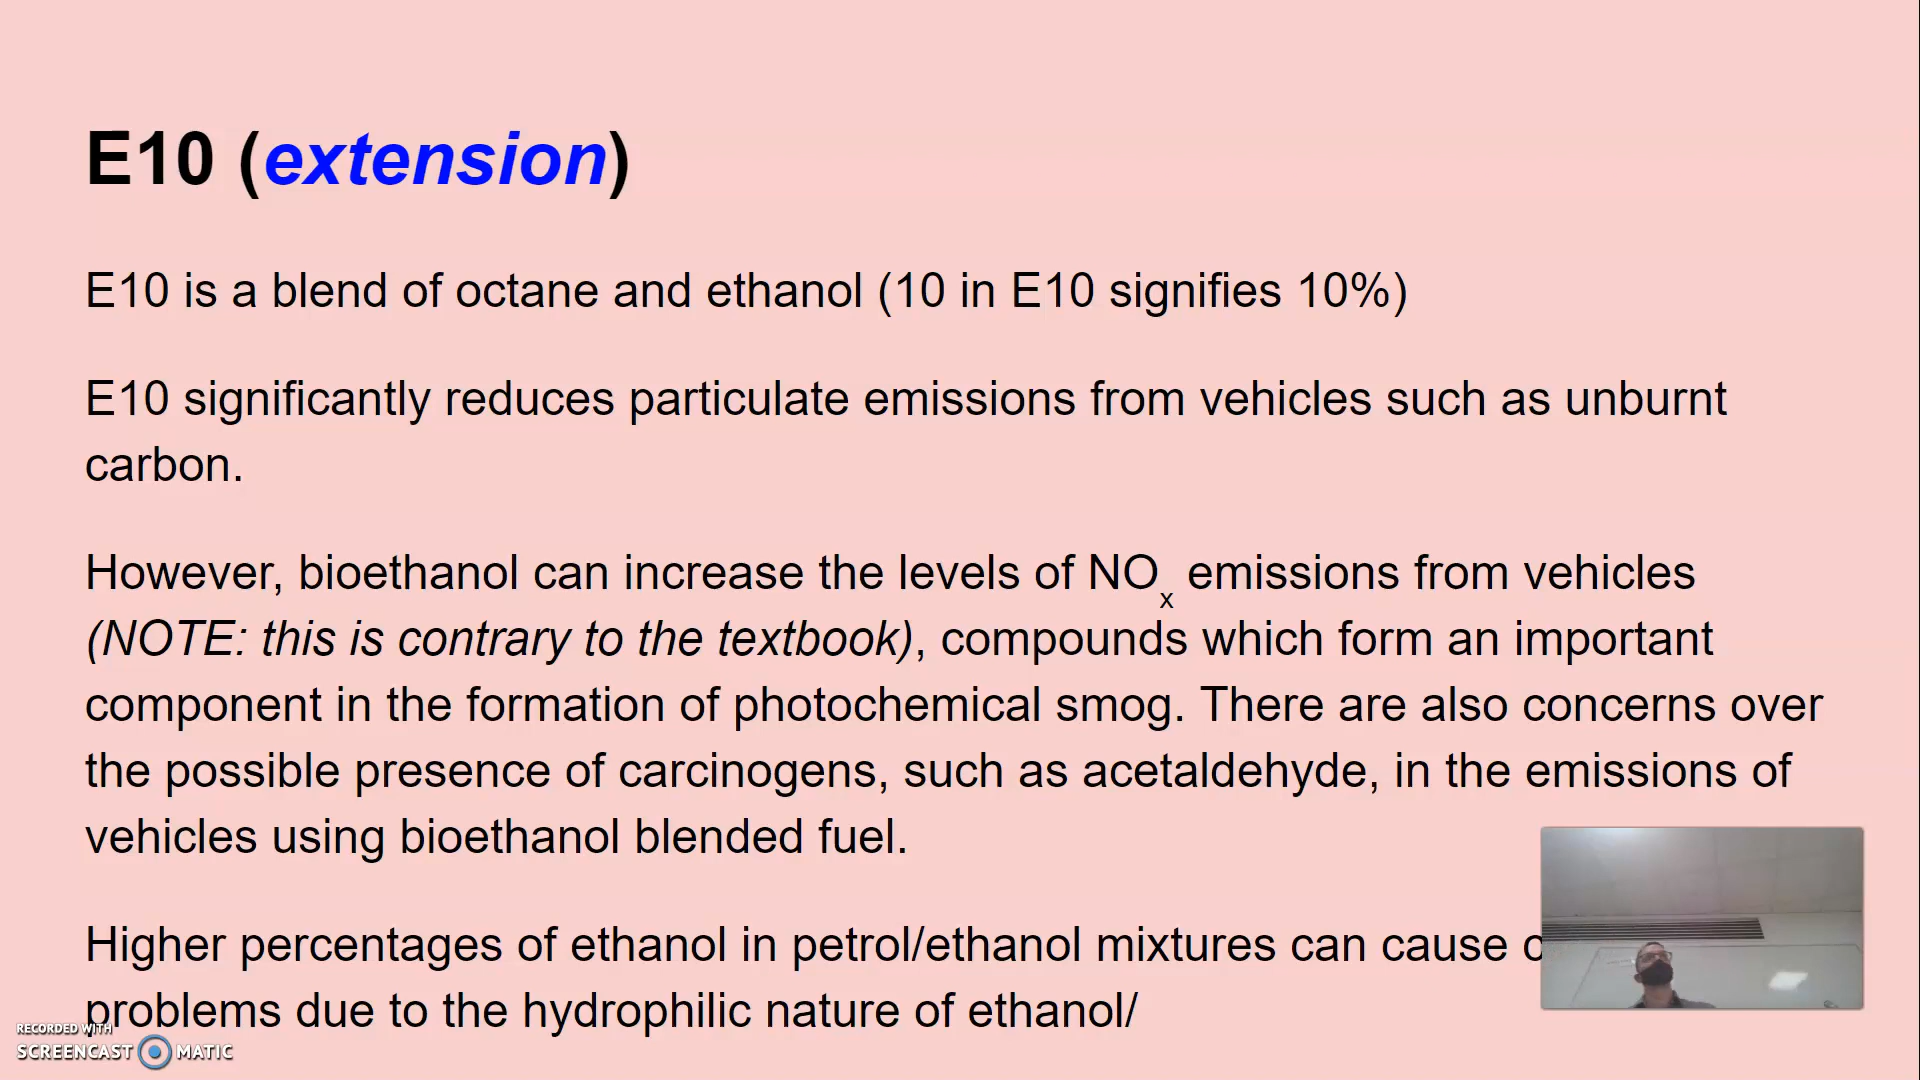 E10 (extension)
E10 is a blend of octane and ethanol (10 in E10 signifies 10%)
E10 significantly reduces particulate emissions from vehicles such as unburnt
carbon.
However, bioethanol can increase the levels of NOx emissions from vehicles
(NOTE: this is contrary to the textbook), compounds which form an important
component in the formation of photochemical smog. There are also concerns over
the possible presence of carcinogens, such as acetaldehyde, in the emissions of
vehicles using bioethanol blended fuel.
Higher percentages of ethanol in petrol/ethanol mixtures can cause
problems due to the hydrophilic nature of ethanol/
RECORDED WITH
SCREENCAST MATIC